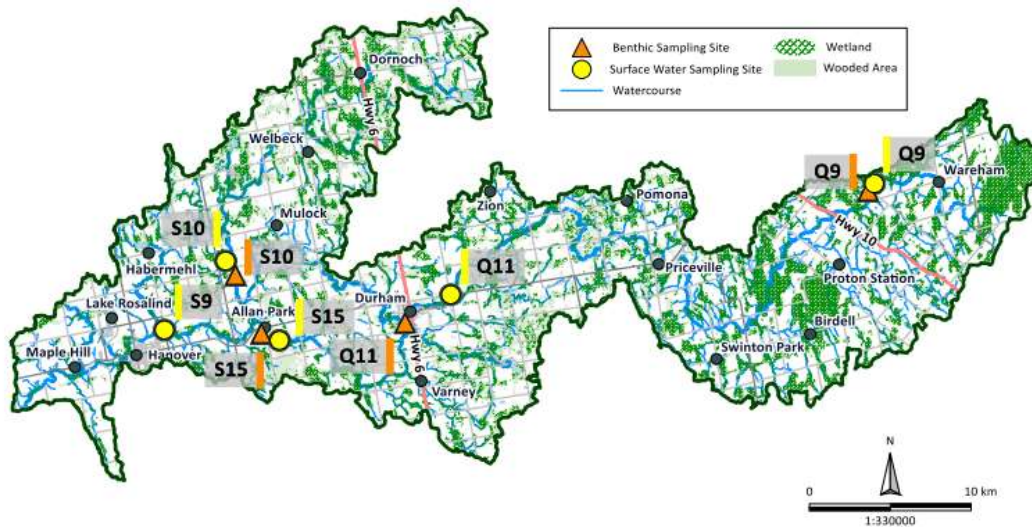 Benthic Sampling Site
Wetland
Surface Water Sampling Site
Wooded Area
Watercourse
Dornoch
Hwy 6
Welbeck
Q9
Q9
Wareham
Zion
Pomona
Mulock
S10
S10
Habermehl
Hwy 10
Q11
Priceville
Proton Station
S9
Lake Rosalind
Allan Park
S15
Durham
Birdell
Maple Hill
Hanover
S15
Q11
Hwy 6
Swinton Park
Varney
N
0
10 km
1:330000